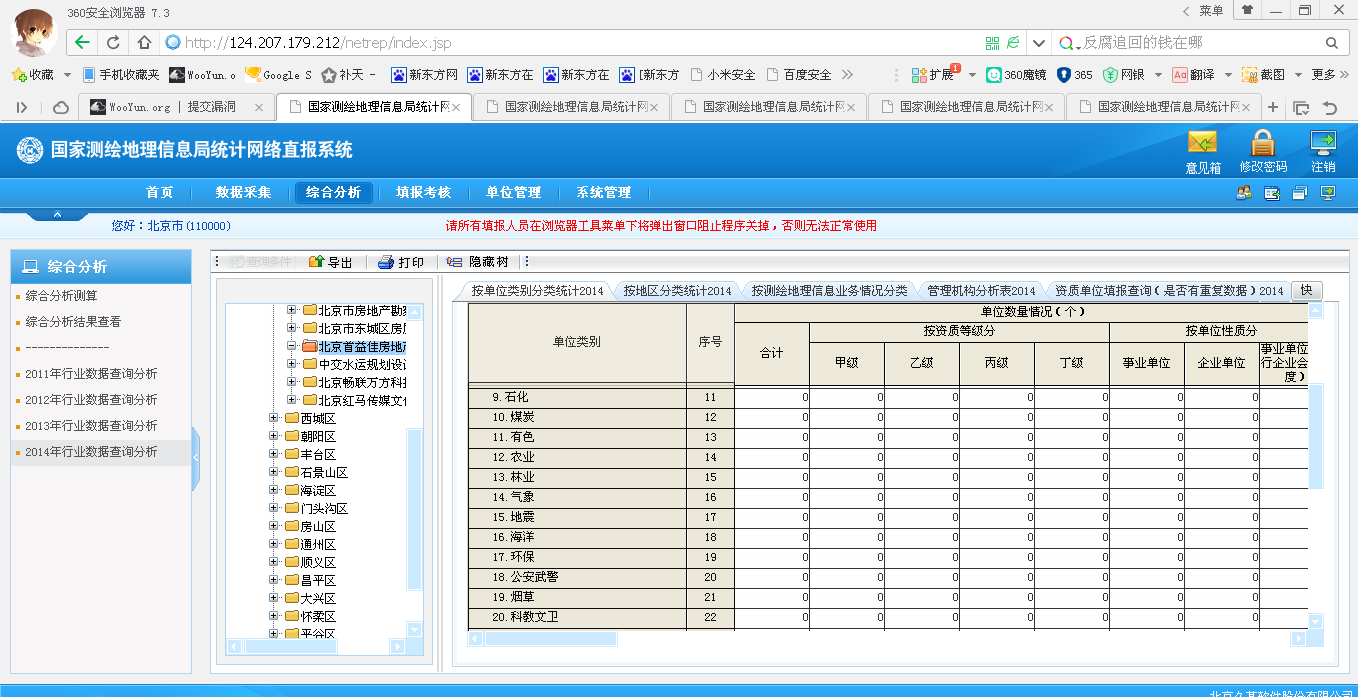 360安全浏览器 7.3
菜单
http://124.207.179.212/netrep/index.jsp
反腐追回的钱在哪
收藏 手机收藏夹 WooYun.o Google S 补天 - 新东方网 新东方在 新东方在 [新东方 小米安全 百度安全 扩展 1 360魔镜 365 网银 翻译 截图 更多
WooYun.org | 提交漏洞 国家测绘地理信息局统计网 国家测绘地理信息局统计网 国家测绘地理信息局统计网 国家测绘地理信息局统计网 国家测绘地理信息局统计网
国家测绘地理信息局统计网络直报系统
意见箱 修改密码 注销
首页 数据采集 综合分析 填报考核 单位管理 系统管理
您好：北京市(110000)
请所有填报人员在浏览器工具菜单下将弹出窗口阻止程序关掉，否则无法正常使用
综合分析
综合分析测算
综合分析结果查看
--------------
2011年行业数据查询分析
2012年行业数据查询分析
2013年行业数据查询分析
2014年行业数据查询分析
查询条件 导出 打印 隐藏树
北京市房地产勘
北京市东城区房
北京首益佳房地产
中交水运规划设计
北京畅联万方科技
北京红马传媒文化
西城区
朝阳区
丰台区
石景山区
海淀区
门头沟区
房山区
通州区
顺义区
昌平区
大兴区
怀柔区
平谷区
按单位类别分类统计2014 按地区分类统计2014 按测绘地理信息业务情况分类 管理机构分析表2014 资质单位填报查询(是否有重复数据)2014 快
单位类别 序号 单位数量情况(个)
合计 按资质等级分 按单位性质分
甲级 乙级 丙级 丁级 事业单位 企业单位 事业单位
行企业会
度)
9.石化 11 0 0 0 0 0 0 0
10.煤炭 12 0 0 0 0 0 0 0
11.有色 13 0 0 0 0 0 0 0
12.农业 14 0 0 0 0 0 0 0
13.林业 15 0 0 0 0 0 0 0
14.气象 16 0 0 0 0 0 0 0
15.地震 17 0 0 0 0 0 0 0
16.海洋 18 0 0 0 0 0 0 0
17.环保 19 0 0 0 0 0 0 0
18.公安武警 20 0 0 0 0 0 0 0
19.烟草 21 0 0 0 0 0 0 0
20.科教文卫 22 0 0 0 0 0 0 0
北京久其软件股份有限公司